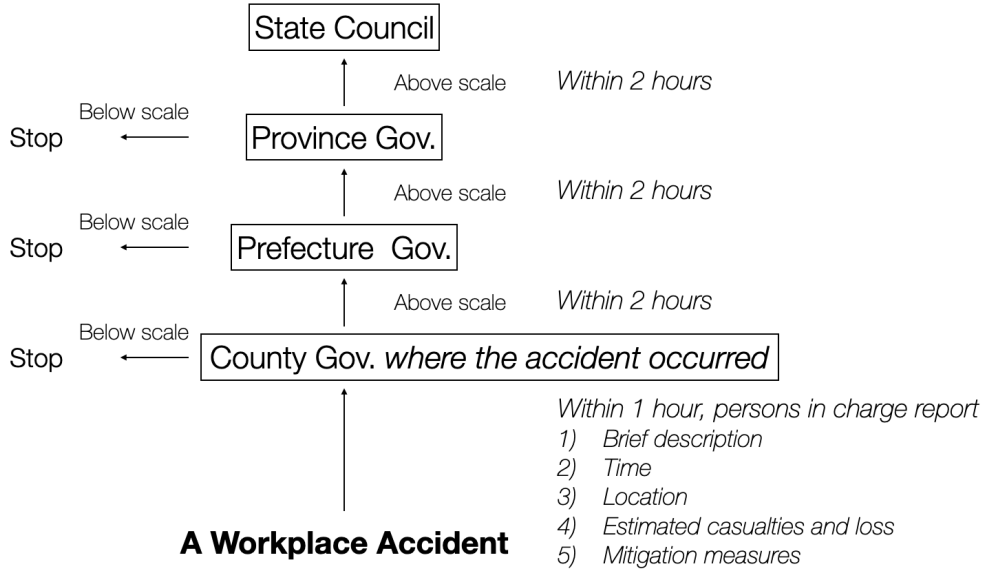 State Council
Above scale
Within 2 hours
Below scale
Stop
Province Gov.
Above scale
Within 2 hours
Below scale
Stop
Prefecture Gov.
Above scale
Within 2 hours
Below scale
Stop
County Gov. where the accident occurred
Within 1 hour, persons in charge report
1) Brief description
2) Time
3) Location
4) Estimated casualties and loss
5) Mitigation measures
A Workplace Accident